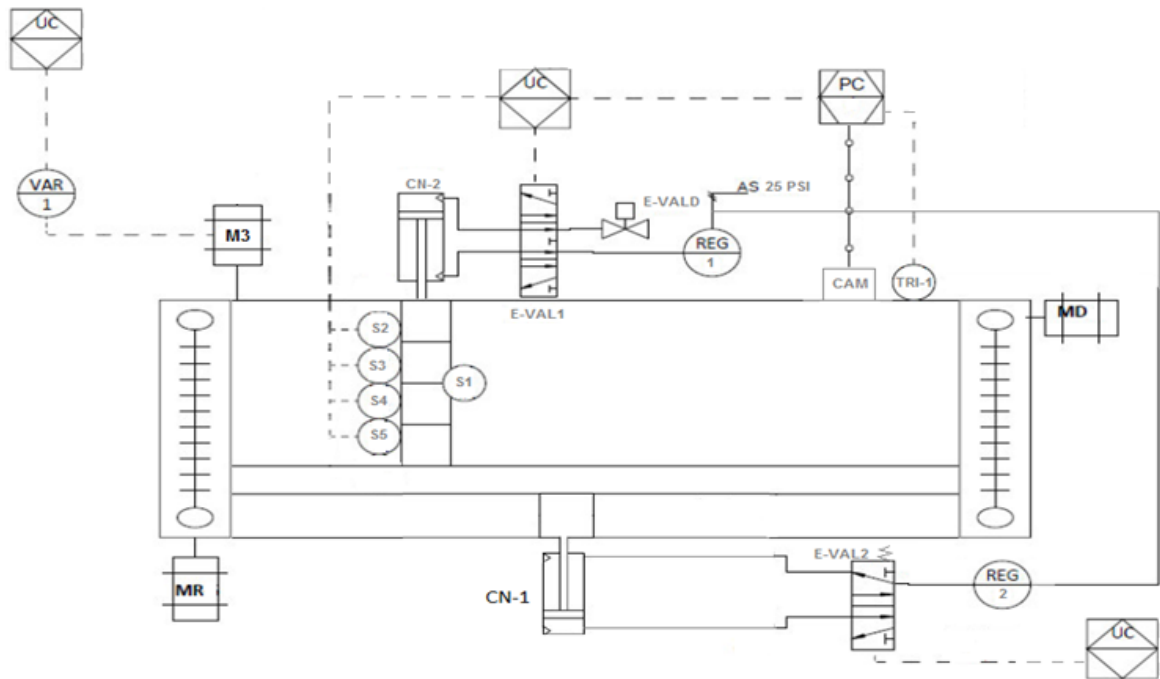 UC
UC
PC
CN-2
AS 25 PSI
VAR
1
E-VALD
M3
REG
1
CAM
TRI-1
E-VAL1
MD
S2
S3
S1
S4
S5
E-VAL2
MR
CN-1
REG
2
UC